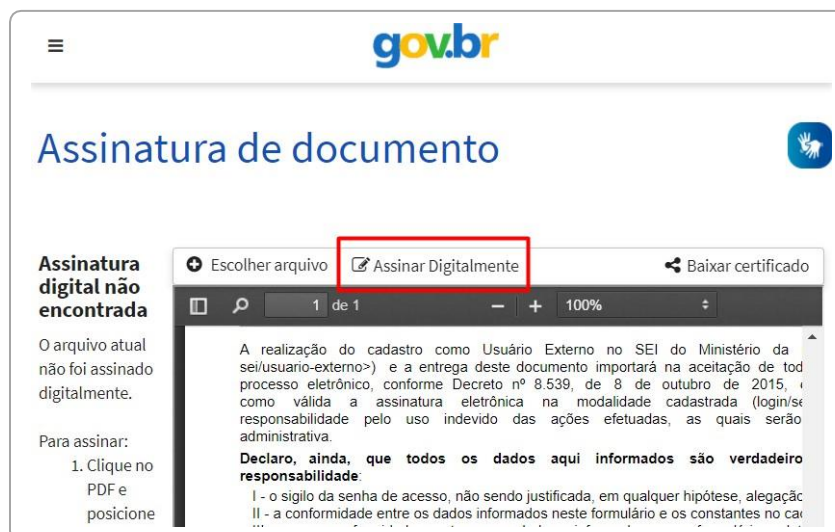 gov.br
Assinatura de documento
Assinatura
digital não
encontrada
O arquivo atual
não foi assinado
digitalmente.
Para assinar:
1. Clique no
PDF e
posicione
Escolher arquivo
Assinar Digitalmente
Baixar certificado
1 de 1
100%
A realização do cadastro como Usuário Externo no SEI do Ministério da
sei/usuario-externo>) e a entrega deste documento importará na aceitação de tod
processo eletrônico, conforme Decreto nº 8.539, de 8 de outubro de 2015,
como válida a assinatura eletrônica na modalidade cadastrada (login/se
responsabilidade pelo uso indevido das ações efetuadas, as quais serão
administrativa.
Declaro, ainda, que todos os dados aqui informados são verdadeiro
responsabilidade:
I - o sigilo da senha de acesso, não sendo justificada, em qualquer hipótese, alegação
II - a conformidade entre os dados informados neste formulário e os constantes no cad